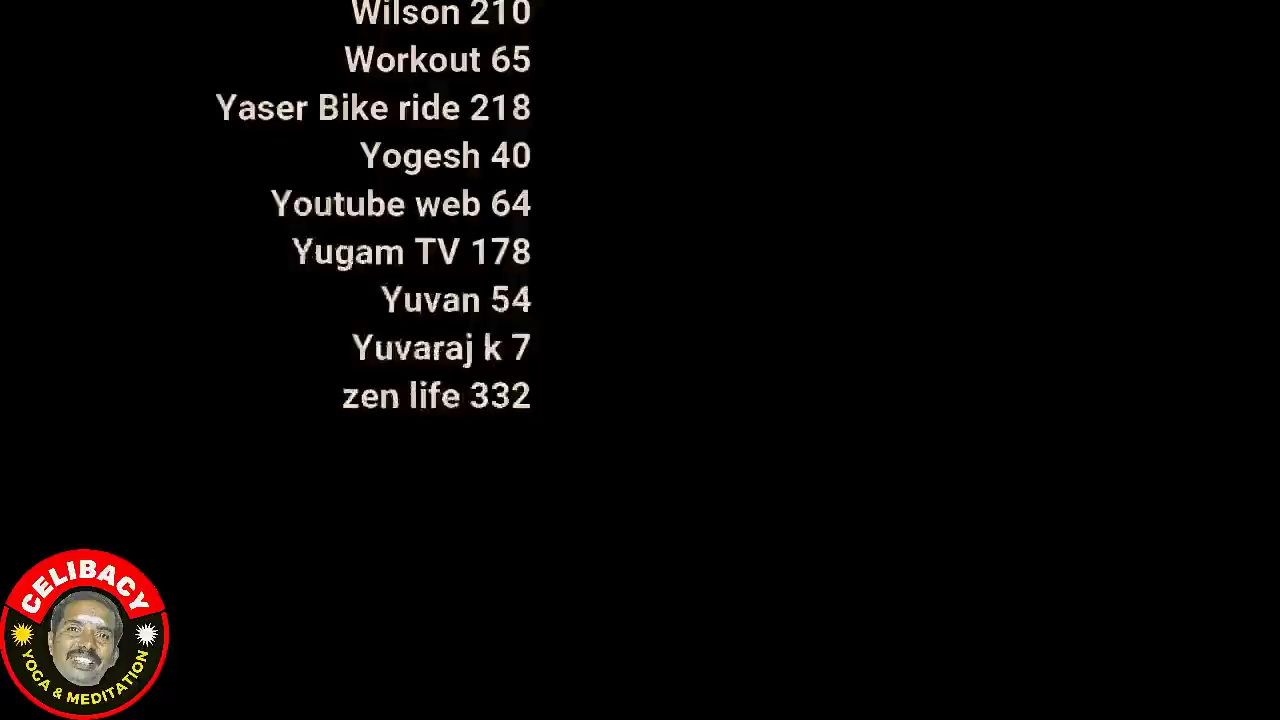 Wilson 210
Workout 65
Yaser Bike ride 218
Yogesh 40
Youtube web 64
Yugam TV 178
Yuvan 54
Yuvaraj k 7
zen life 332
CELIBACY
YOGA & MEDITATION